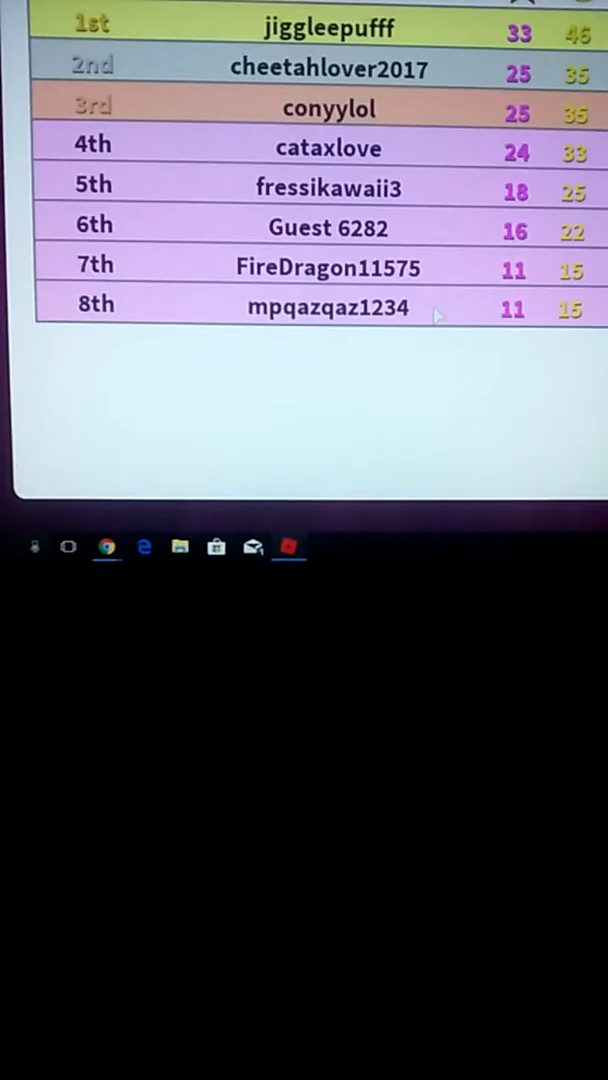 1st jiggleepufff 33 45
2nd cheetahlover2017 25 35
3rd conyylol 25 35
4th cataxlove 24 33
5th fressikawaii3 18 25
6th Guest 6282 16 22
7th FireDragon11575 11 15
8th mpqazqaz1234 11 15